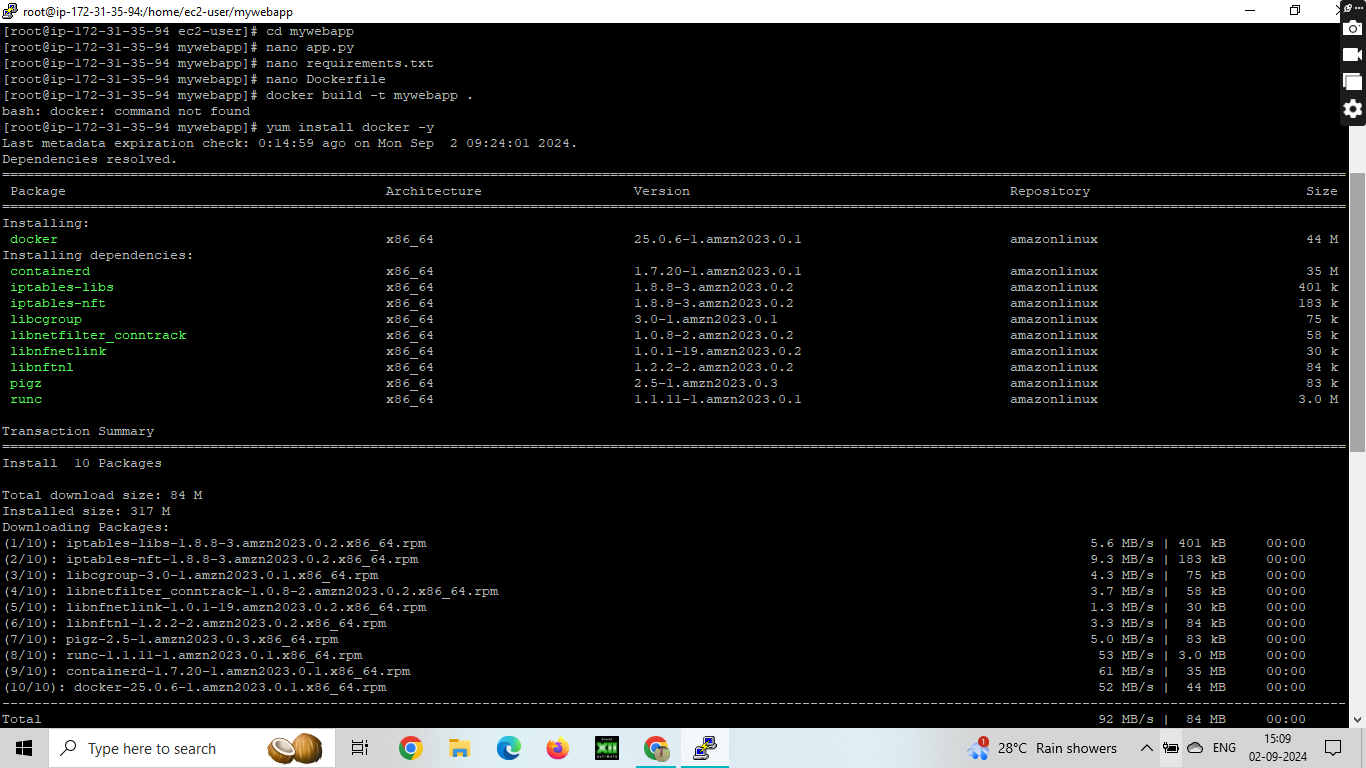 root@ip-172-31-35-94:/home/ec2-user/mywebapp
[root@ip-172-31-35-94 ec2-user]# cd mywebapp
[root@ip-172-31-35-94 mywebapp]# nano app.py
[root@ip-172-31-35-94 mywebapp]# nano requirements.txt
[root@ip-172-31-35-94 mywebapp]# nano Dockerfile
[root@ip-172-31-35-94 mywebapp]# docker build -t mywebapp .
bash: docker: command not found
[root@ip-172-31-35-94 mywebapp]# yum install docker -y
Last metadata expiration check: 0:14:59 ago on Mon Sep  2 09:24:01 2024.
Dependencies resolved.
Package Architecture Version Repository Size
Installing:
docker x86_64 25.0.6-1.amzn2023.0.1 amazonlinux 44 M
Installing dependencies:
containerd x86_64 1.7.20-1.amzn2023.0.1 amazonlinux 35 M
iptables-libs x86_64 1.8.8-3.amzn2023.0.2 amazonlinux 401 k
iptables-nft x86_64 1.8.8-3.amzn2023.0.2 amazonlinux 183 k
libcgroup x86_64 3.0-1.amzn2023.0.1 amazonlinux 75 k
libnetfilter_conntrack x86_64 1.0.8-2.amzn2023.0.2 amazonlinux 58 k
libnfnetlink x86_64 1.0.1-19.amzn2023.0.2 amazonlinux 30 k
libnftnl x86_64 1.2.2-2.amzn2023.0.2 amazonlinux 84 k
pigz x86_64 2.5-1.amzn2023.0.3 amazonlinux 83 k
runc x86_64 1.1.11-1.amzn2023.0.1 amazonlinux 3.0 M
Transaction Summary
Install  10 Packages
Total download size: 84 M
Installed size: 317 M
Downloading Packages:
(1/10): iptables-libs-1.8.8-3.amzn2023.0.2.x86_64.rpm 5.6 MB/s | 401 kB 00:00
(2/10): iptables-nft-1.8.8-3.amzn2023.0.2.x86_64.rpm 9.3 MB/s | 183 kB 00:00
(3/10): libcgroup-3.0-1.amzn2023.0.1.x86_64.rpm 4.3 MB/s | 75 kB 00:00
(4/10): libnetfilter_conntrack-1.0.8-2.amzn2023.0.2.x86_64.rpm 3.7 MB/s | 58 kB 00:00
(5/10): libnfnetlink-1.0.1-19.amzn2023.0.2.x86_64.rpm 1.3 MB/s | 30 kB 00:00
(6/10): libnftnl-1.2.2-2.amzn2023.0.2.x86_64.rpm 3.3 MB/s | 84 kB 00:00
(7/10): pigz-2.5-1.amzn2023.0.3.x86_64.rpm 5.0 MB/s | 83 kB 00:00
(8/10): runc-1.1.11-1.amzn2023.0.1.x86_64.rpm 53 MB/s | 3.0 MB 00:00
(9/10): containerd-1.7.20-1.amzn2023.0.1.x86_64.rpm 61 MB/s | 35 MB 00:00
(10/10): docker-25.0.6-1.amzn2023.0.1.x86_64.rpm 52 MB/s | 44 MB 00:00
Total 92 MB/s | 84 MB 00:00
Type here to search
XII
1
28°C Rain showers
ENG
15:09
02-09-2024